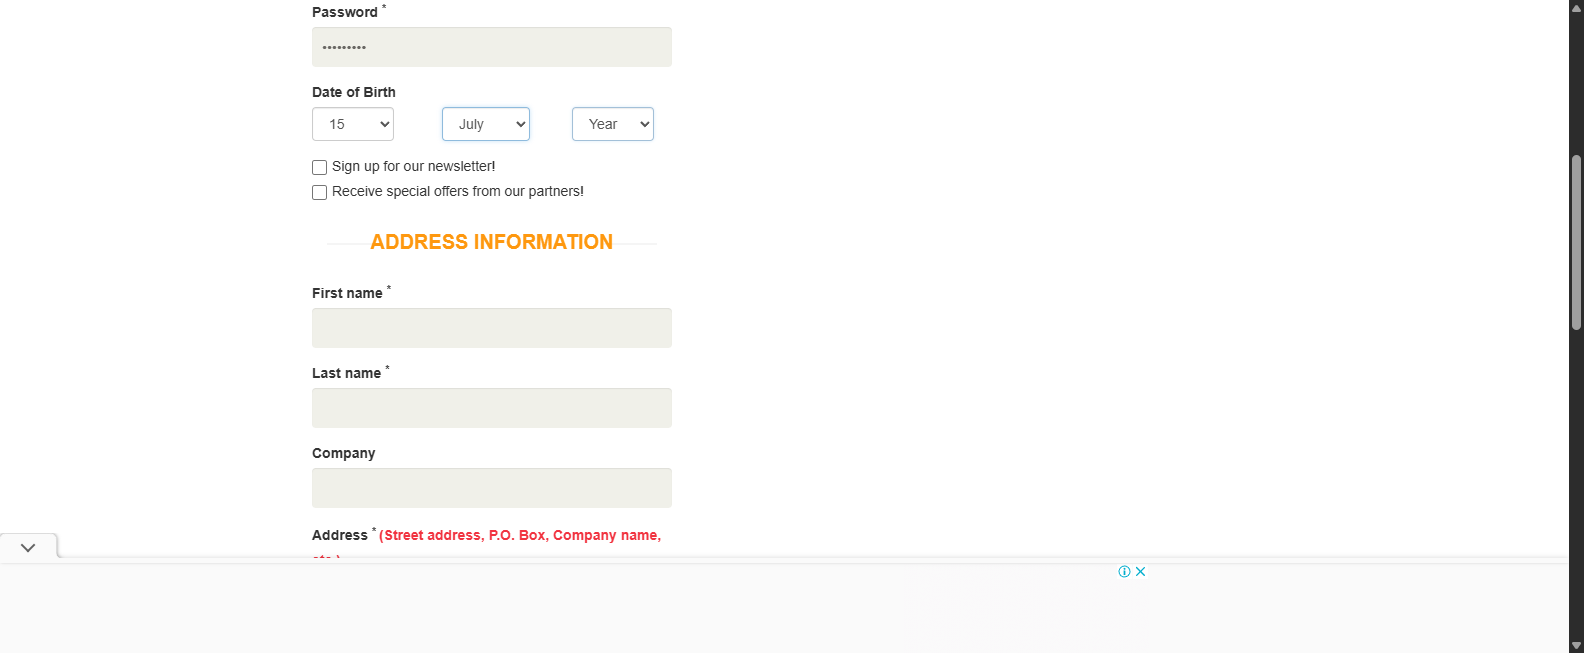 Password *
•••••••••
Date of Birth
15 July Year
Sign up for our newsletter!
Receive special offers from our partners!
ADDRESS INFORMATION
First name *
Last name *
Company
Address * (Street address, P.O. Box, Company name,